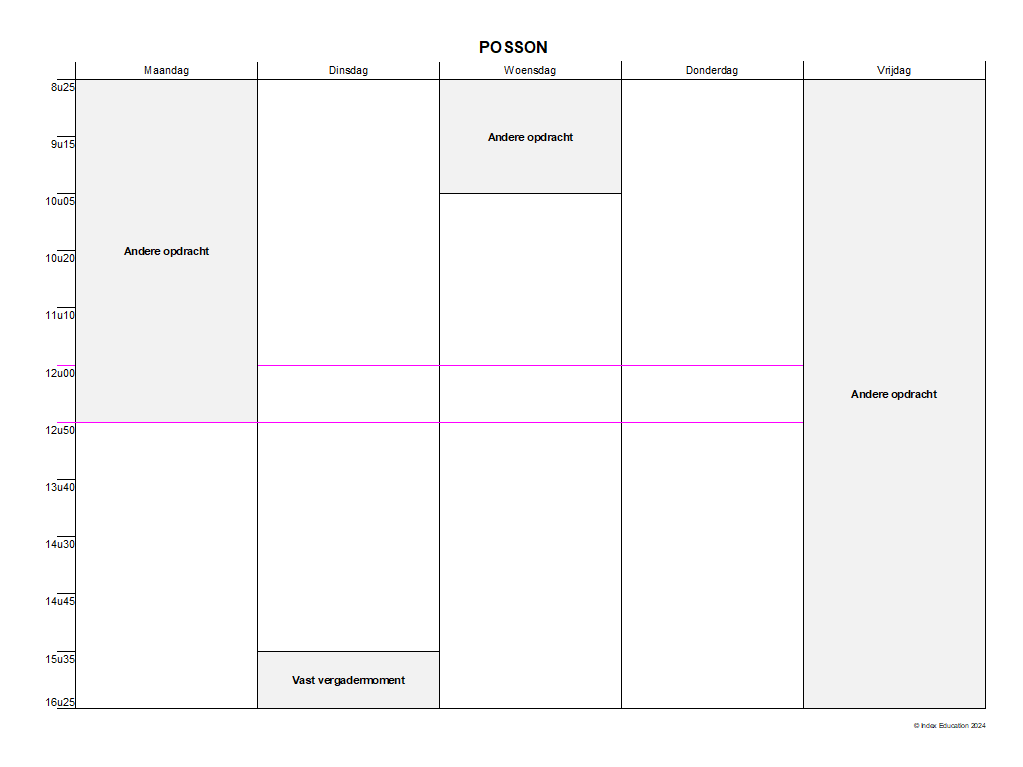 POSSON
Maandag Dinsdag Woensdag Donderdag Vrijdag
8u25
9u15
Andere opdracht
10u05
Andere opdracht
10u20
11u10
12u00
Andere opdracht
12u50
13u40
14u30
14u45
15u35
Vast vergadermoment
16u25
© Index Education 2024